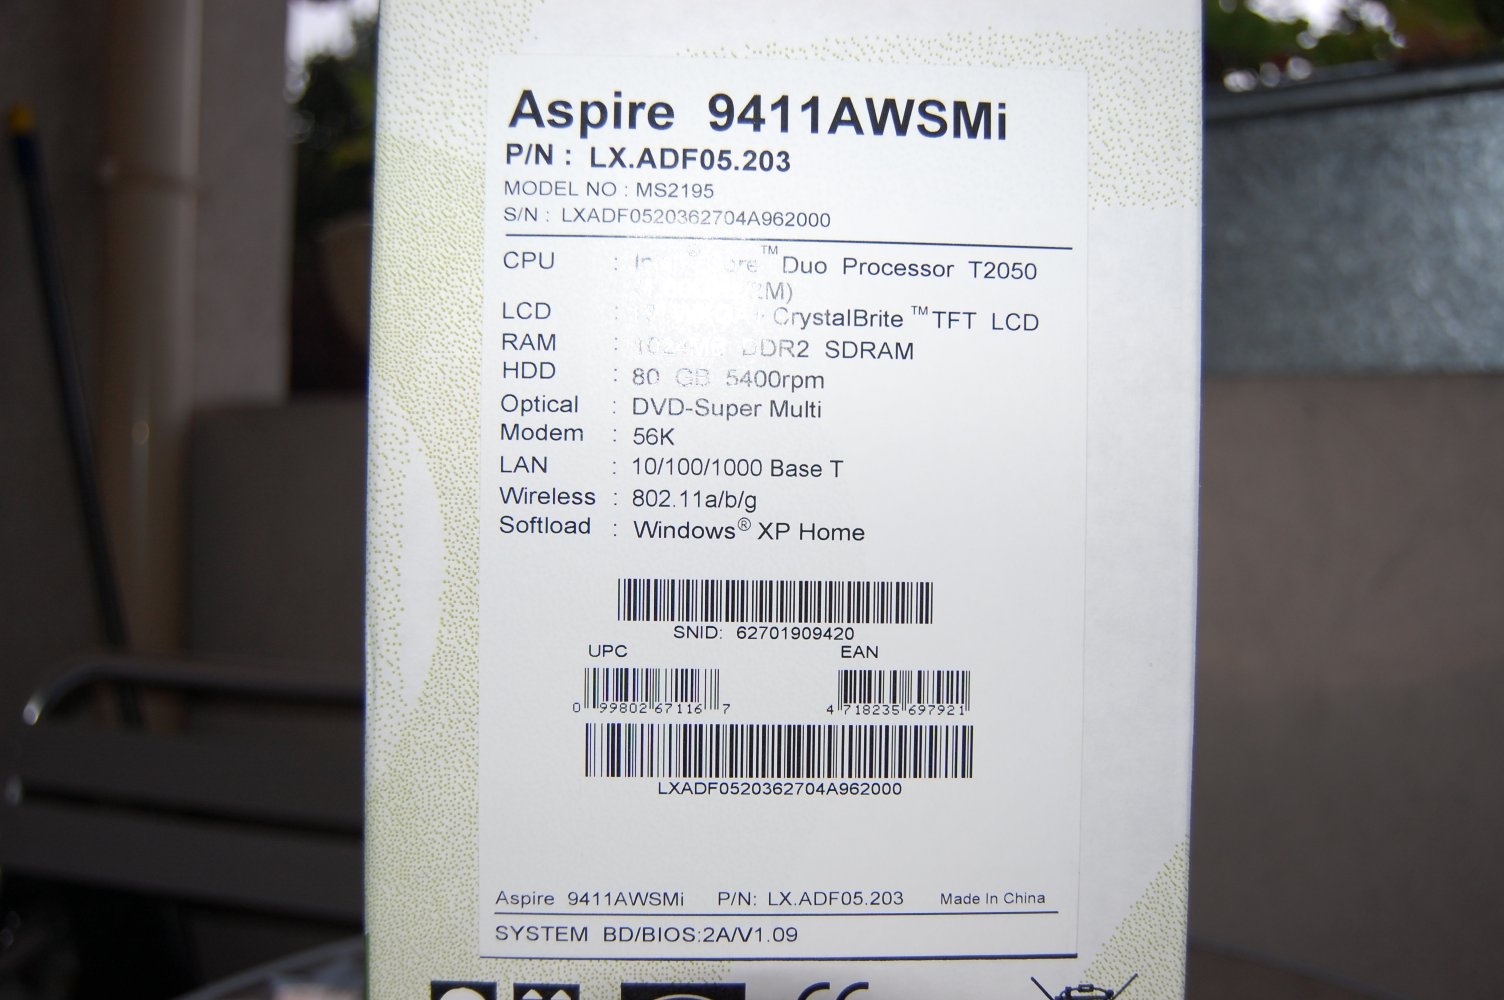 Aspire 9411AWSMi
P/N : LX.ADF05.203
MODEL NO : MS2195
S/N : LXADF0520362704A962000
CPU : ™ Duo Processor T2050
2M)
LCD : CrystalBrite ™ TFT LCD
RAM : DDR2 SDRAM
HDD : 80 GB 5400rpm
Optical : DVD-Super Multi
Modem : 56K
LAN : 10/100/1000 Base T
Wireless : 802.11a/b/g
Softload : Windows® XP Home
SNID: 62701909420
UPC EAN
0 99802 67116 7 4 718235 697921
LXADF0520362704A962000
Aspire 9411AWSMi P/N: LX.ADF05.203 Made In China
SYSTEM BD/BIOS:2A/V1.09